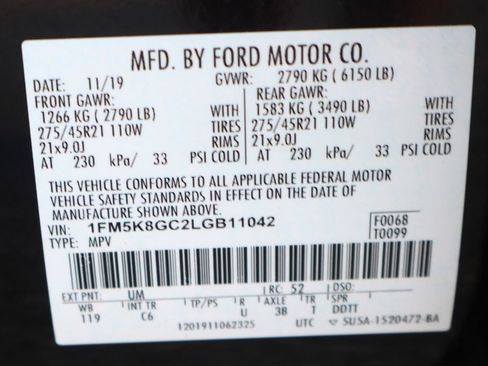 MFD. BY FORD MOTOR CO.
DATE: 11/19 GVWR: 2790 KG ( 6150 LB)
FRONT GAWR: REAR GAWR:
1266 KG ( 2790 LB) WITH 1583 KG ( 3490 LB) WITH
275/45R21 110W TIRES 275/45R21 110W TIRES
21x9.0J RIMS 21x9.0J RIMS
AT 230 kPa/ 33 PSI COLD AT 230 kPa/ 33 PSI COLD
THIS VEHICLE CONFORMS TO ALL APPLICABLE FEDERAL MOTOR
VEHICLE SAFETY STANDARDS IN EFFECT ON THE DATE OF
MANUFACTURE SHOWN ABOVE.
VIN: 1FM5K8GC2LGB11042 F0068
TYPE: MPV T0099
EXT PNT: UM RC: 52 DSO:
WB INT TR TP/PS R AXLE TR SPR
119 C6 U 3B T DDTT
1201911062325 UTC SUSA-1520472-BA